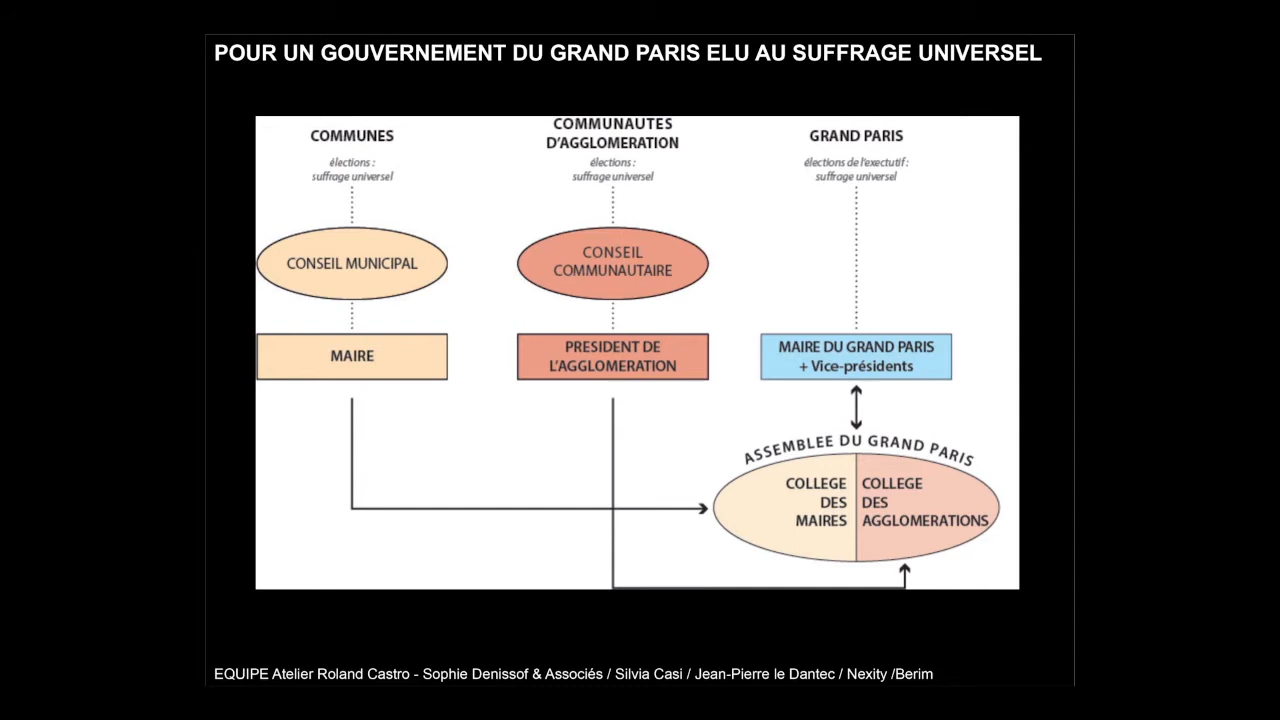 POUR UN GOUVERNEMENT DU GRAND PARIS ELU AU SUFFRAGE UNIVERSEL
COMMUNES
élections :
suffrage universel
CONSEIL MUNICIPAL
MAIRE
COMMUNAUTES
D'AGGLOMERATION
élections :
suffrage universel
CONSEIL
COMMUNAUTAIRE
PRESIDENT DE
L'AGGLOMERATION
GRAND PARIS
élections de l'exectutif :
suffrage universel
MAIRE DU GRAND PARIS
+ Vice-présidents
ASSEMBLEE DU GRAND PARIS
COLLEGE
DES
MAIRES
COLLEGE
DES
AGGLOMERATIONS
EQUIPE Atelier Roland Castro - Sophie Denissof & Associés / Silvia Casi / Jean-Pierre le Dantec / Nexity /Berim